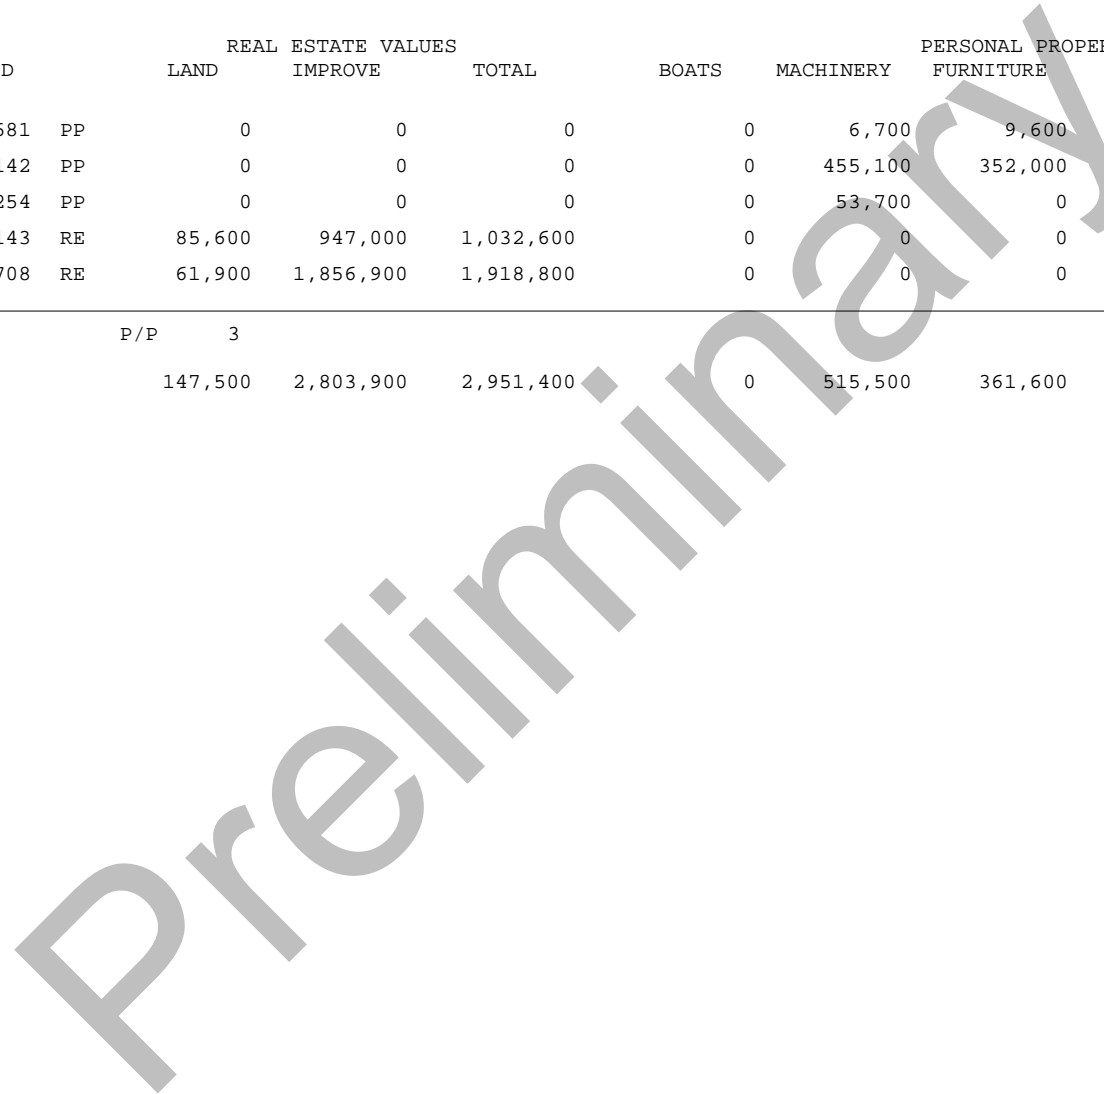 REAL ESTATE VALUES PERSONAL PROPER
D LAND IMPROVE TOTAL BOATS MACHINERY FURNITURE
581 PP 0 0 0 0 6,700 9,600
142 PP 0 0 0 0 455,100 352,000
254 PP 0 0 0 0 53,700 0
143 RE 85,600 947,000 1,032,600 0 0 0
708 RE 61,900 1,856,900 1,918,800 0 0 0
P/P 3
147,500 2,803,900 2,951,400 0 515,500 361,600
Preliminary